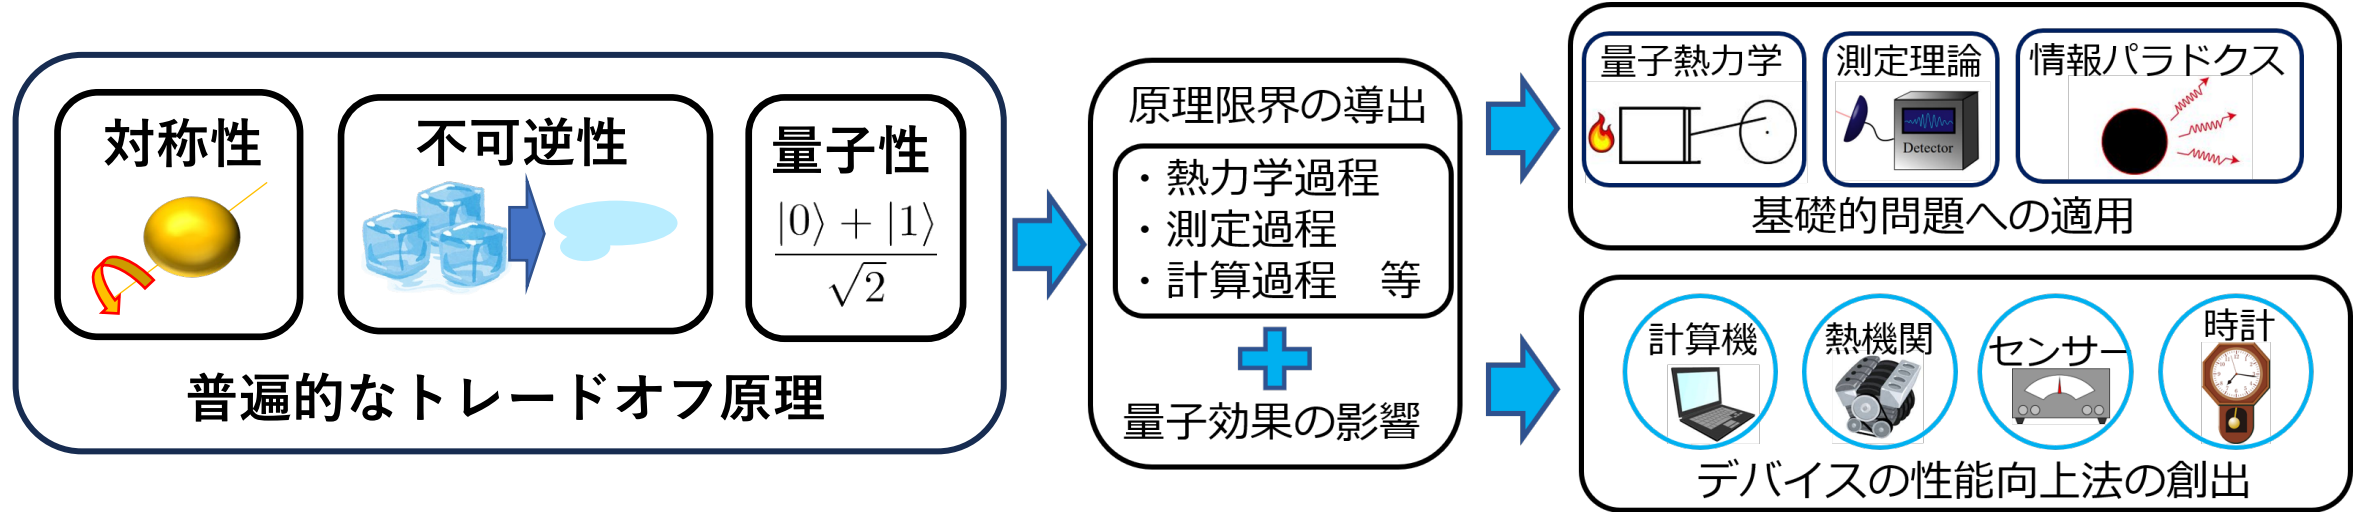 対称性
不可逆性
量子性
|0⟩ + |1⟩
√2
普遍的なトレードオフ原理
原理限界の導出
・熱力学過程
・測定過程
・計算過程　等
量子効果の影響
量子熱力学
測定理論
Detector
情報パラドクス
基礎的問題への適用
計算機
熱機関
センサー
時計
デバイスの性能向上法の創出